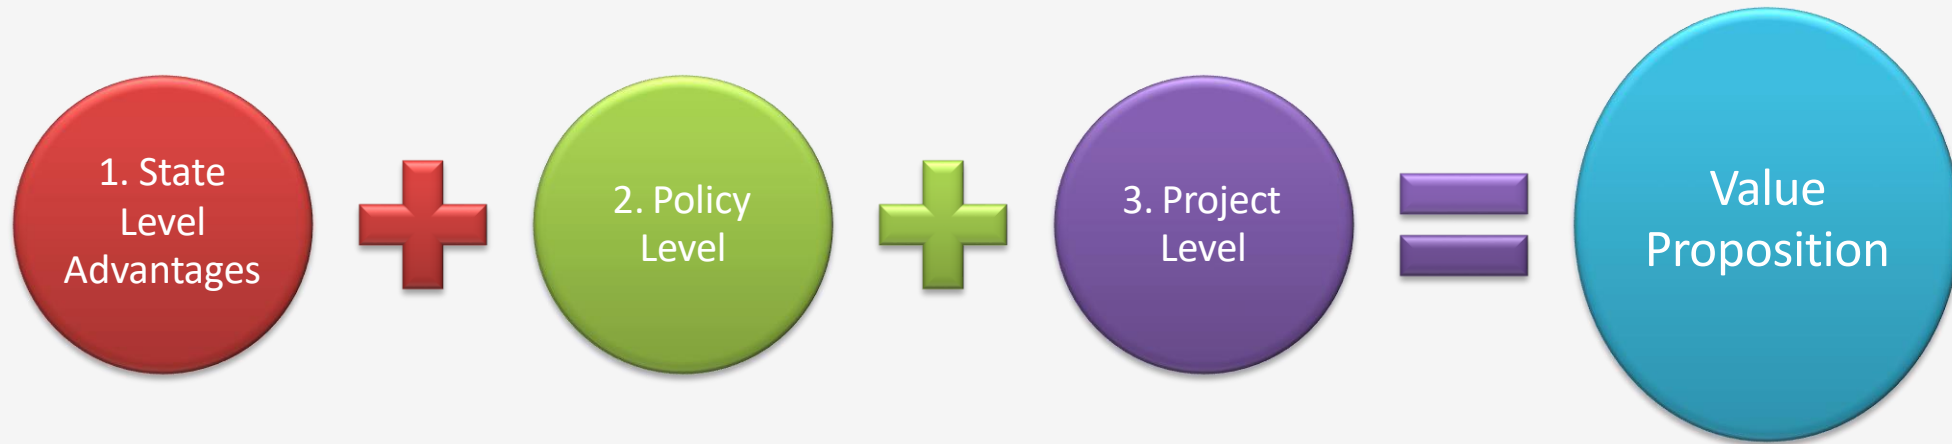 1. State
Level
Advantages
2. Policy
Level
3. Project
Level
Value
Proposition